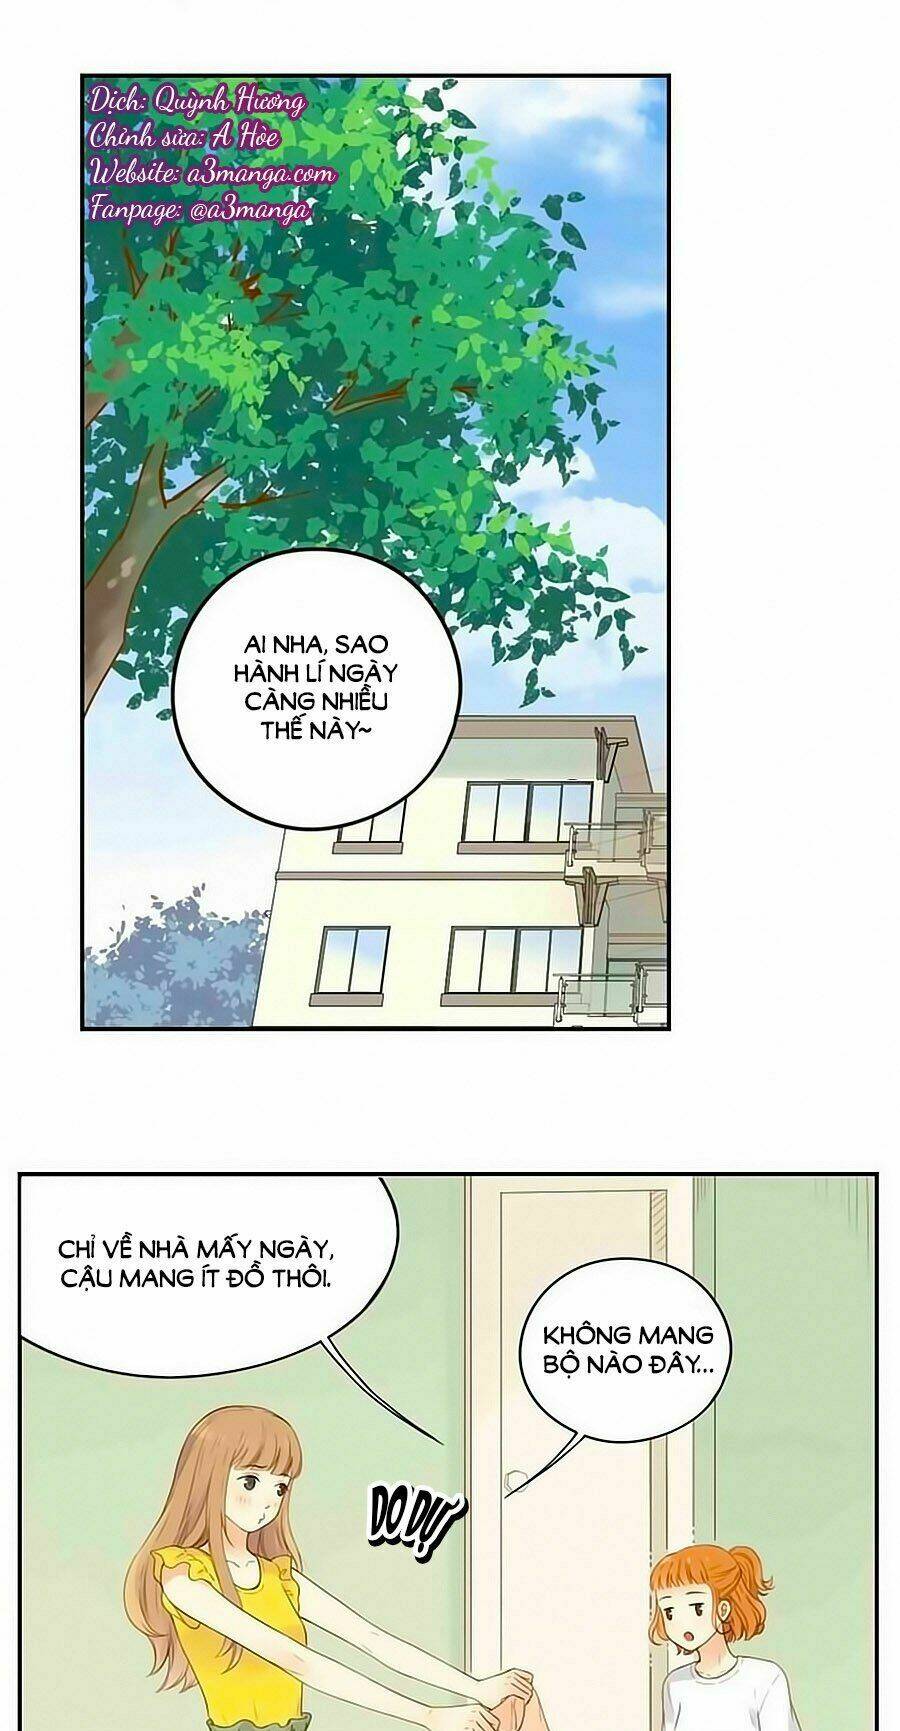 Dịch: Quỳnh Hương
Chỉnh sửa: A Hòe
Website: a3manga.com
Fanpage: @a3manga
AI NHA, SAO
HÀNH LÍ NGÀY
CÀNG NHIỀU
THẾ NÀY~
CHỈ VỀ NHÀ MẤY NGÀY,
CẬU MANG ÍT ĐỒ THÔI.
KHÔNG MANG
BỘ NÀO ĐÂY...
DO DỰ